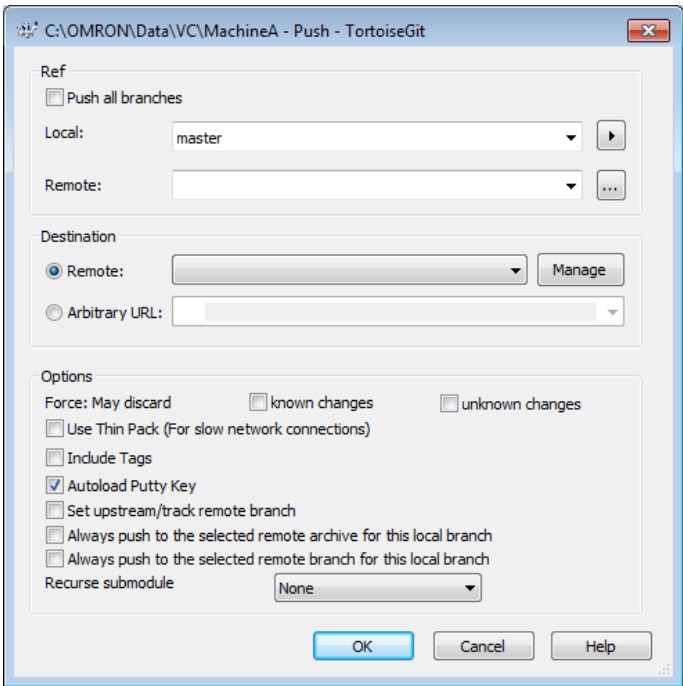 C:\OMRON\Data\VC\MachineA - Push - TortoiseGit
Ref
Push all branches
Local:
master
Remote:
...
Destination
Remote:
Manage
Arbitrary URL:
Options
Force: May discard known changes unknown changes
Use Thin Pack (For slow network connections)
Include Tags
Autoload Putty Key
Set upstream/track remote branch
Always push to the selected remote archive for this local branch
Always push to the selected remote branch for this local branch
Recurse submodule None
OK Cancel Help